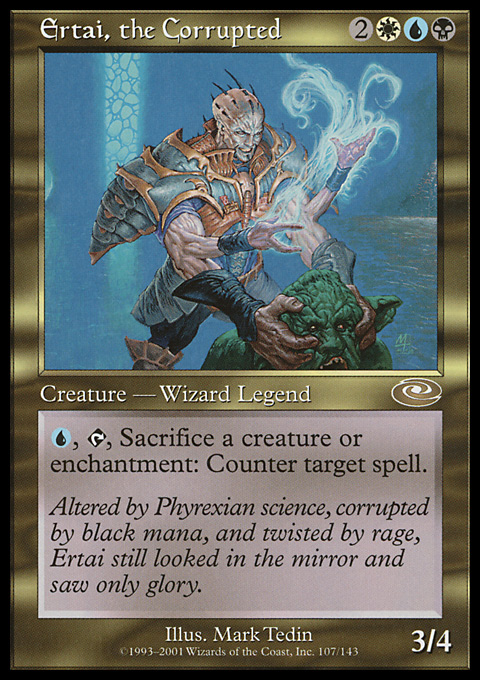 Ertai, the Corrupted 2
Creature — Wizard Legend
, , Sacrifice a creature or
enchantment: Counter target spell.
Altered by Phyrexian science, corrupted
by black mana, and twisted by rage,
Ertai still looked in the mirror and
saw only glory.
Illus. Mark Tedin
©1993–2001 Wizards of the Coast, Inc. 107/143
3/4